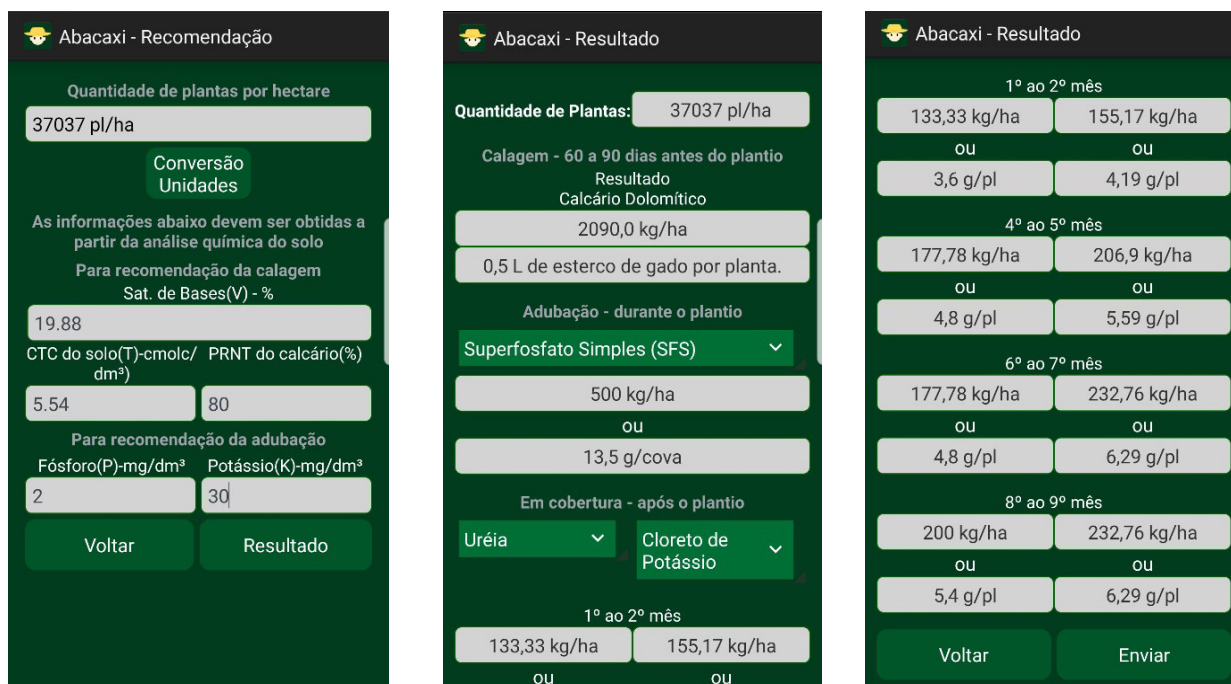 Abacaxi - Recomendação
Quantidade de plantas por hectare
37037 pl/ha
Conversão
Unidades
As informações abaixo devem ser obtidas a
partir da análise química do solo
Para recomendação da calagem
Sat. de Bases(V) - %
19.88
CTC do solo(T)-cmolc/
dm³)
PRNT do calcário(%)
5.54
80
Para recomendação da adubação
Fósforo(P)-mg/dm³
Potássio(K)-mg/dm³
2
30
Voltar
Resultado
Abacaxi - Resultado
Quantidade de Plantas:
37037 pl/ha
Calagem - 60 a 90 dias antes do plantio
Resultado
Calcário Dolomítico
2090,0 kg/ha
0,5 L de esterco de gado por planta.
Adubação - durante o plantio
Superfosfato Simples (SFS)
500 kg/ha
ou
13,5 g/cova
Em cobertura - após o plantio
Uréia
Cloreto de
Potássio
1º ao 2º mês
133,33 kg/ha
155,17 kg/ha
ou
ou
Abacaxi - Resultado
1º ao 2º mês
133,33 kg/ha
155,17 kg/ha
ou
ou
3,6 g/pl
4,19 g/pl
4º ao 5º mês
177,78 kg/ha
206,9 kg/ha
ou
ou
4,8 g/pl
5,59 g/pl
6º ao 7º mês
177,78 kg/ha
232,76 kg/ha
ou
ou
4,8 g/pl
6,29 g/pl
8º ao 9º mês
200 kg/ha
232,76 kg/ha
ou
ou
5,4 g/pl
6,29 g/pl
Voltar
Enviar